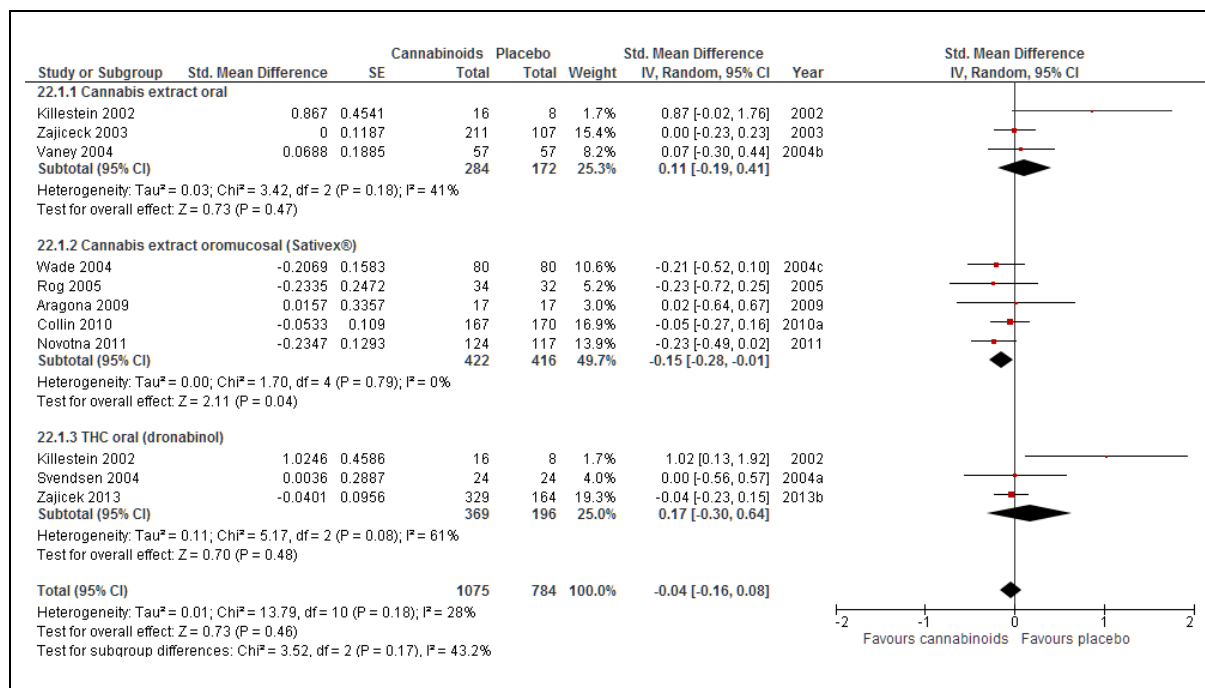 Cannabinoids Placebo Std. Mean Difference Std. Mean Difference
Study or Subgroup Std. Mean Difference SE Total Total Weight IV, Random, 95% CI Year IV, Random, 95% CI
22.1.1 Cannabis extract oral
Killestein 2002 0.867 0.4541 16 8 1.7% 0.87 [-0.02, 1.76] 2002
Zajiceck 2003 0 0.1187 211 107 15.4% 0.00 [-0.23, 0.23] 2003
Vaney 2004 0.0688 0.1885 57 57 8.2% 0.07 [-0.30, 0.44] 2004b
Subtotal (95% CI) 284 172 25.3% 0.11 [-0.19, 0.41]
Heterogeneity: Tau² = 0.03; Chi² = 3.42, df = 2 (P = 0.18); I² = 41%
Test for overall effect: Z = 0.73 (P = 0.47)
22.1.2 Cannabis extract oromucosal (Sativex®)
Wade 2004 -0.2069 0.1583 80 80 10.6% -0.21 [-0.52, 0.10] 2004c
Rog 2005 -0.2335 0.2472 34 32 5.2% -0.23 [-0.72, 0.25] 2005
Aragona 2009 0.0157 0.3357 17 17 3.0% 0.02 [-0.64, 0.67] 2009
Collin 2010 -0.0533 0.109 167 170 16.9% -0.05 [-0.27, 0.16] 2010a
Novotna 2011 -0.2347 0.1293 124 117 13.9% -0.23 [-0.49, 0.02] 2011
Subtotal (95% CI) 422 416 49.7% -0.15 [-0.28, -0.01]
Heterogeneity: Tau² = 0.00; Chi² = 1.70, df = 4 (P = 0.79); I² = 0%
Test for overall effect: Z = 2.11 (P = 0.04)
22.1.3 THC oral (dronabinol)
Killestein 2002 1.0246 0.4586 16 8 1.7% 1.02 [0.13, 1.92] 2002
Svendsen 2004 0.0036 0.2887 24 24 4.0% 0.00 [-0.56, 0.57] 2004a
Zajicek 2013 -0.0401 0.0956 329 164 19.3% -0.04 [-0.23, 0.15] 2013b
Subtotal (95% CI) 369 196 25.0% 0.17 [-0.30, 0.64]
Heterogeneity: Tau² = 0.11; Chi² = 5.17, df = 2 (P = 0.08); I² = 61%
Test for overall effect: Z = 0.70 (P = 0.48)
Total (95% CI) 1075 784 100.0% -0.04 [-0.16, 0.08]
Heterogeneity: Tau² = 0.01; Chi² = 13.79, df = 10 (P = 0.18); I² = 28%
Test for overall effect: Z = 0.73 (P = 0.46)
Test for subgroup differences: Chi² = 3.52, df = 2 (P = 0.17), I² = 43.2%
-2 -1 0 1 2
Favours cannabinoids Favours placebo